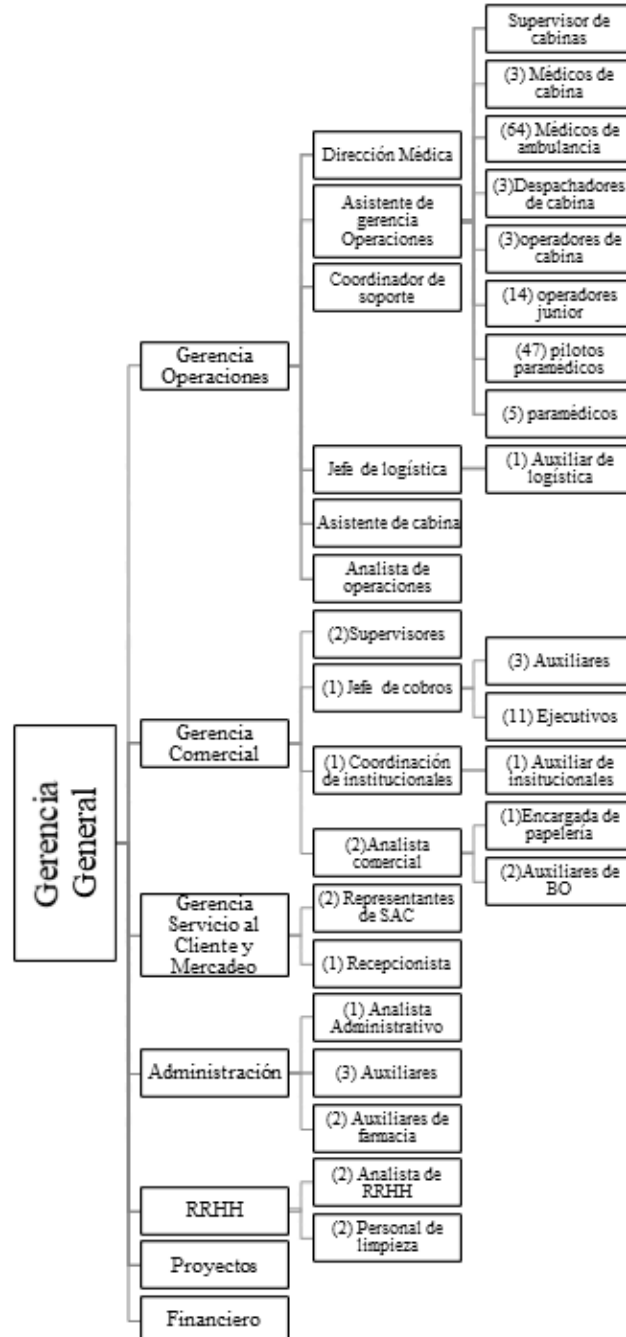 Gerencia
General
Gerencia
Operaciones
Dirección Médica
Asistente de
gerencia
Operaciones
Supervisor de
cabinas
(3) Médicos de
cabina
(64) Médicos de
ambulancia
(3)Despachadores
de cabina
(3)operadores de
cabina
(14) operadores
junior
(47) pilotos
paramédicos
(5) paramédicos
Coordinador de
soporte
Jefe de logística
(1) Auxiliar de
logística
Asistente de cabina
Analista de
operaciones
Gerencia
Comercial
(2)Supervisores
(1) Jefe de cobros
(3) Auxiliares
(11) Ejecutivos
(1) Coordinación
de institucionales
(1) Auxiliar de
insitucionales
(2)Analista
comercial
(1)Encargada de
papelería
(2)Auxiliares de
BO
Gerencia
Servicio al
Cliente y
Mercadeo
(2) Representantes
de SAC
(1) Recepcionista
Administración
(1) Analista
Administrativo
(3) Auxiliares
(2) Auxiliares de
farmacia
RRHH
(2) Analista de
RRHH
(2) Personal de
limpieza
Proyectos
Financiero